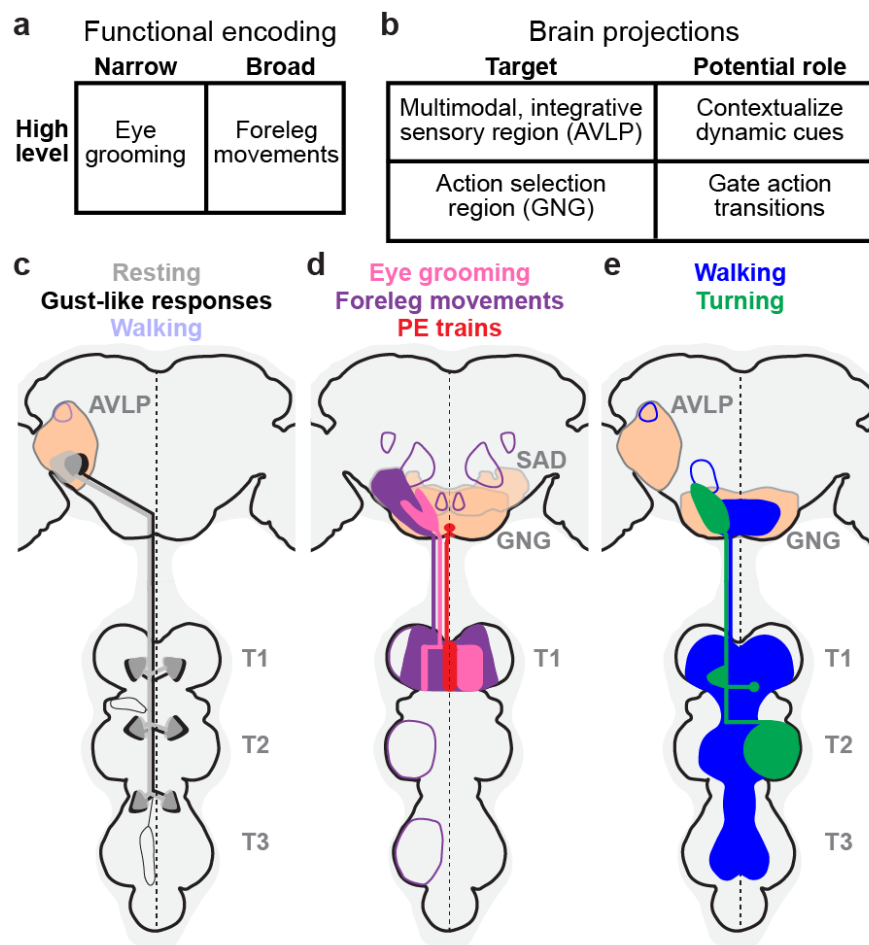 a Functional encoding
Narrow Broad
High level
Eye grooming
Foreleg movements
b Brain projections
Target Potential role
Multimodal, integrative sensory region (AVLP)
Contextualize dynamic cues
Action selection region (GNG)
Gate action transitions
c Resting
Gust-like responses
Walking
AVLP
T1
T2
T3
d Eye grooming
Foreleg movements
PE trains
SAD
GNG
T1
e Walking
Turning
AVLP
GNG
T1
T2
T3